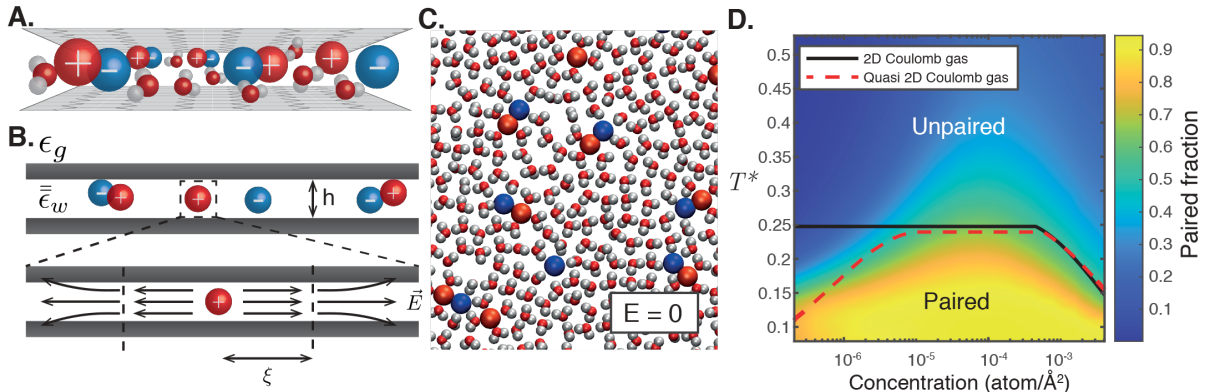 A.
+ - + + - + -
B.
ϵ_g
ϵ̿_w
- + + - - +
h
+
E⃗
ξ
C.
E = 0
D.
2D Coulomb gas
Quasi 2D Coulomb gas
Unpaired
Paired
T*
0.5
0.45
0.35
0.3
0.25
0.2
0.15
0.1
10⁻⁶ 10⁻⁵ 10⁻⁴ 10⁻³
Concentration (atom/Å²)
0.9
0.8
0.7
0.6
0.5
0.4
0.3
0.2
0.1
Paired fraction